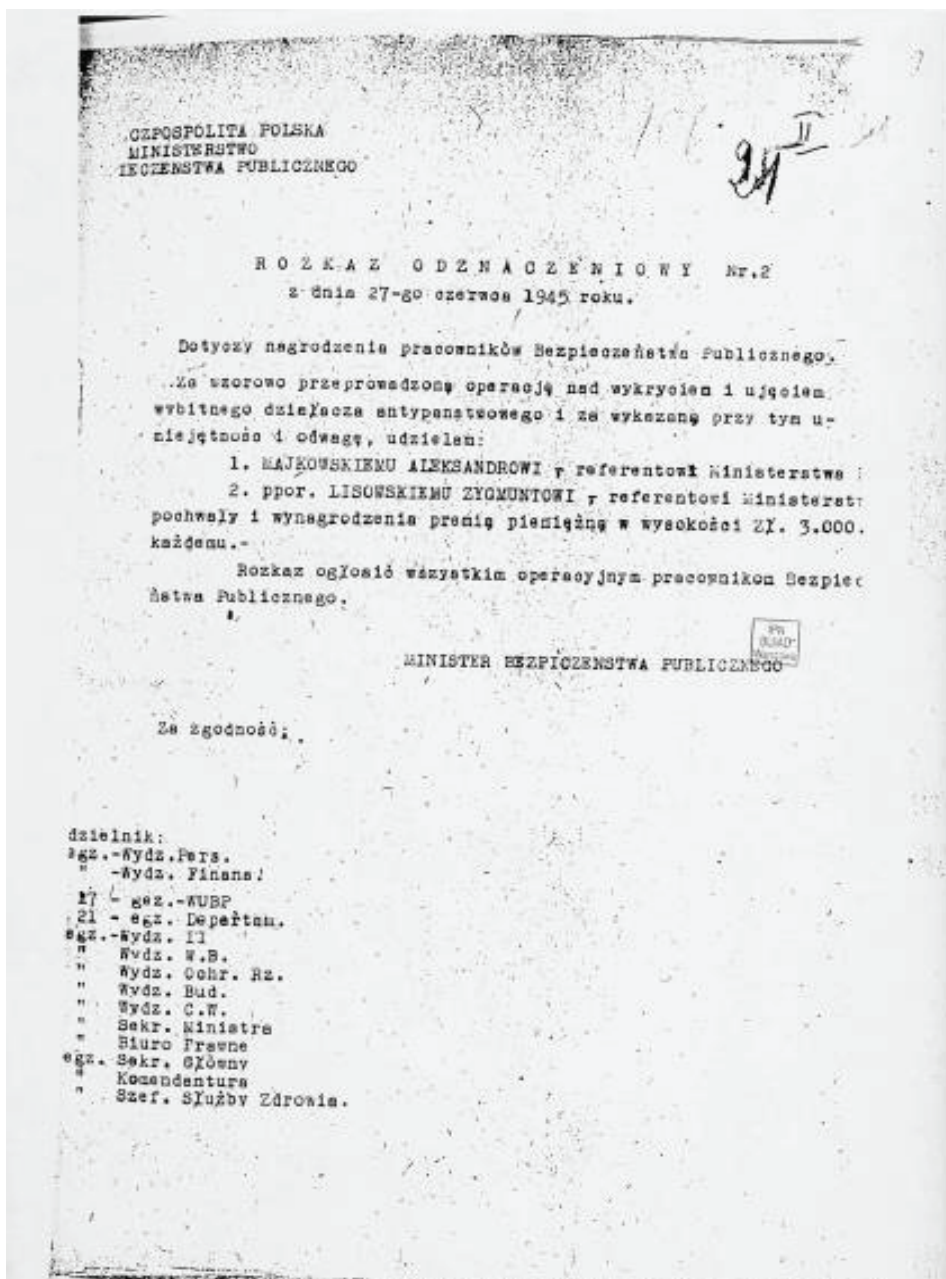 CZPOSPOLITA POLSKA
MINISTERSTWO
IECZENSTWA PUBLICZNEGO
II
24
ROZKAZ ODZNACZENIOWY Nr.2
z dnia 27-go czerwca 1945 roku.
Dotyczy nagrodzenia pracowników Bezpieczeństwa Publicznego.
Za wzorowo przeprowadzoną operację nad wykryciem i ujęciem
wybitnego działacza antypaństwowego i za wykazaną przy tym u-
miejętność i odwagę, udzielam:
1. MAJKOWSKIEMU ALEKSANDROWI, referentowi Ministerstwa
2. ppor. LISOWSKIEMU ZYGMUNTOWI, referentowi Ministerst
pochwały i wynagrodzenia premią pieniężną w wysokości Zł. 3.000.
każdemu.-
Rozkaz ogłosić wszystkim operacyjnym pracownikom Bezpiec
ństwa Publicznego.
IPN
MINISTER BEZPICZENSTWA PUBLICZNEGO
Za zgodność:
dzielnik:
egz.-Wydz.Pers.
" -Wydz. Finans.
17 - gez.-WUBP
21 - egz. Departam.
egz.-Wydz. II
" Wydz. W.B.
" Wydz. Ochr. Rz.
" Wydz. Bud.
" Wydz. C.W.
" Sekr. Ministra
" Biuro Prawne
egz. Sekr. Główny
" Komendantura
" Szef. Służby Zdrowia.